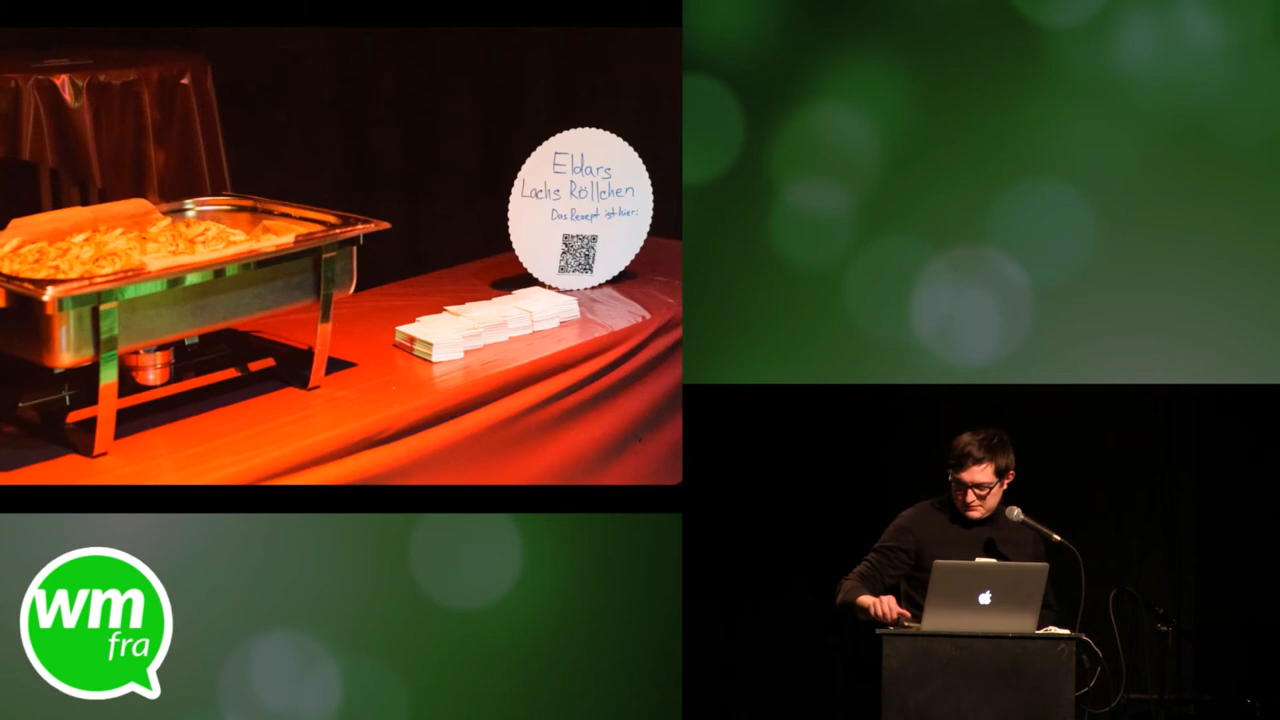 Eldars
Lachs Röllchen
Das Rezept ist hier:
wm
fra